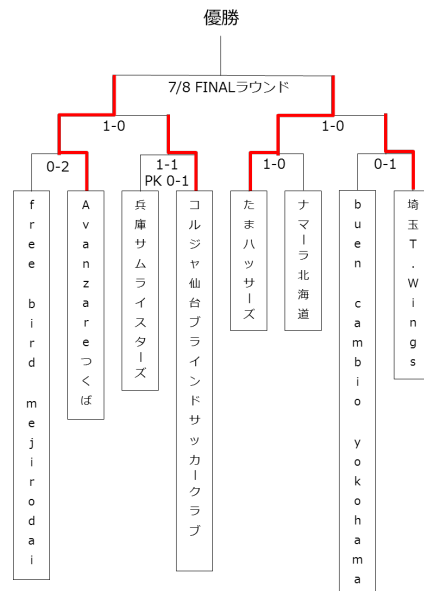 優勝
7/8 FINALラウンド
1-0
1-0
0-2
1-1
PK 0-1
1-0
0-1
free bird mejirodai
Avanzareつくば
兵庫サムライスターズ
コルジャ仙台ブラインドサッカークラブ
たまハッサーズ
ナマーラ北海道
buen cambio yokohama
埼玉T.Wings